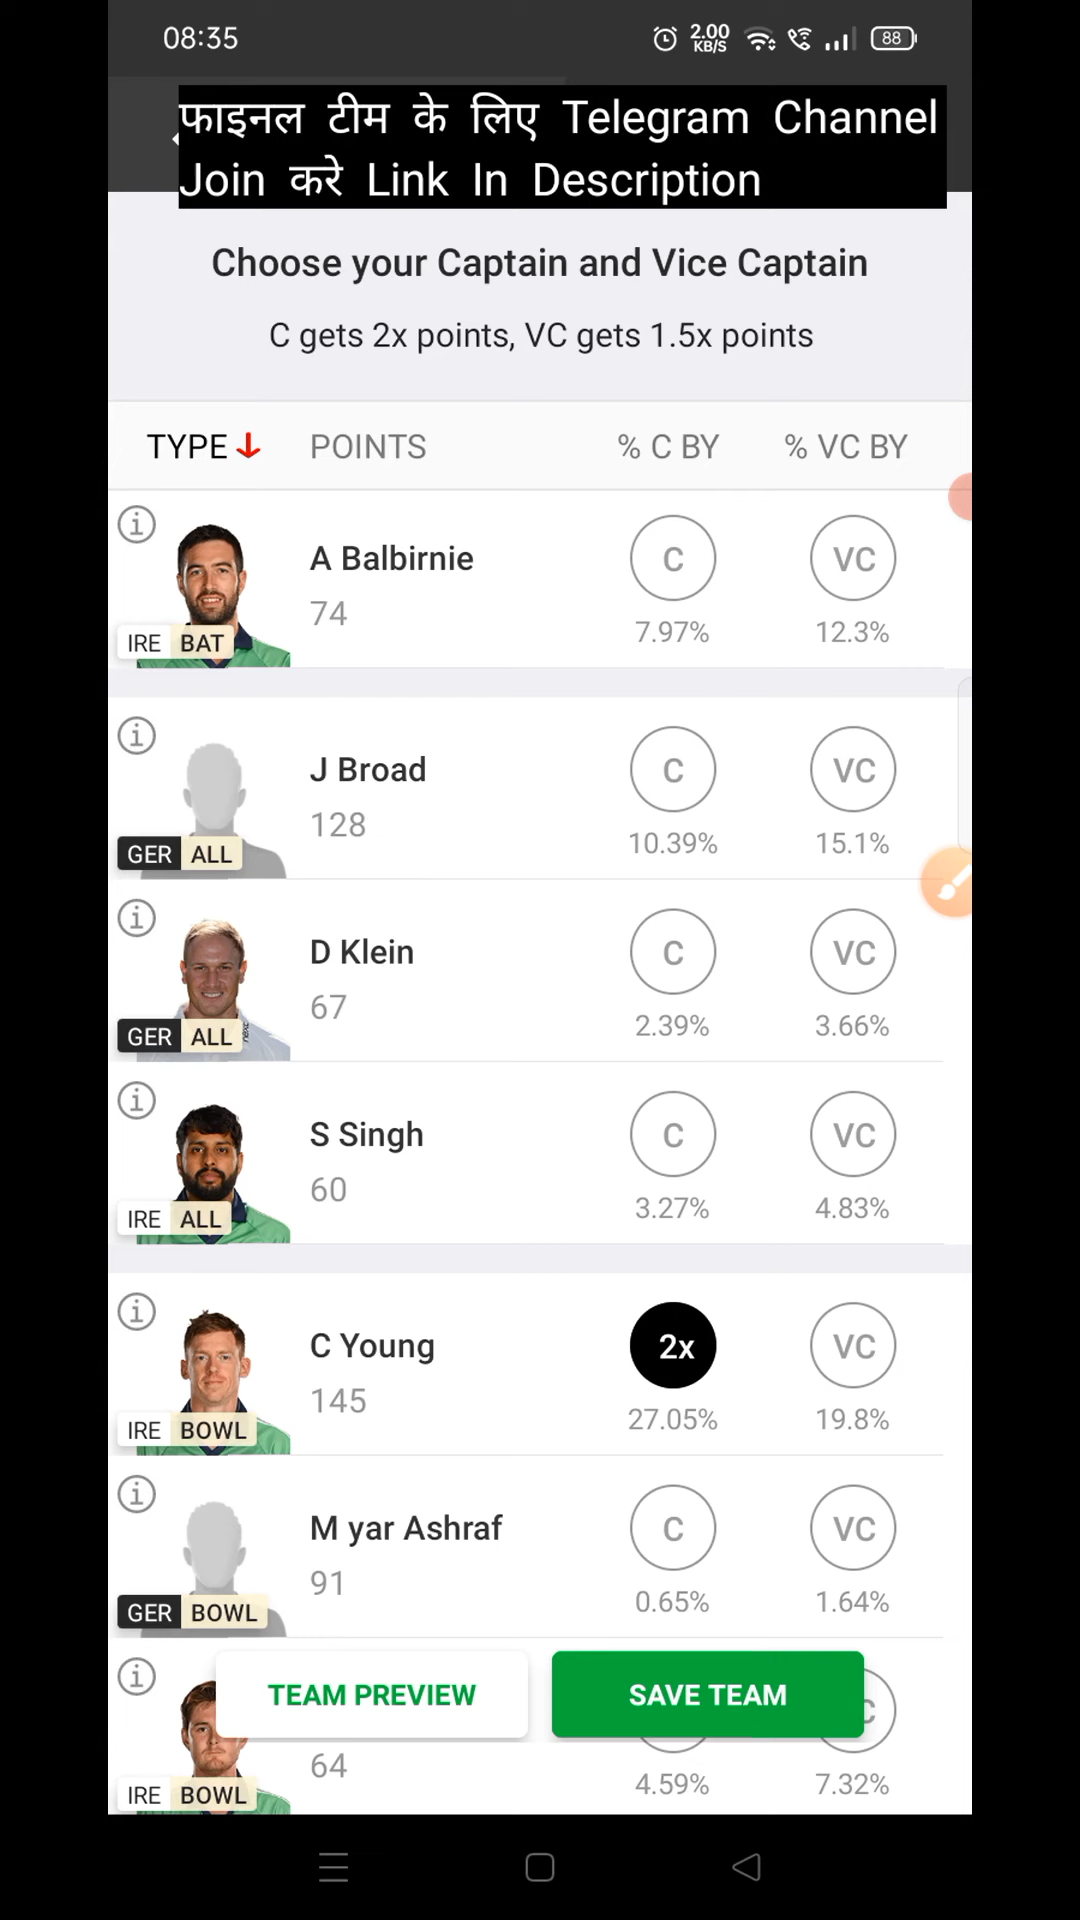 08:35
2.00
KB/S
88
फाइनल टीम के लिए Telegram Channel
Join करे Link In Description
Choose your Captain and Vice Captain
C gets 2x points, VC gets 1.5x points
TYPE POINTS % C BY % VC BY
A Balbirnie C VC
74
7.97% 12.3%
IRE BAT
J Broad C VC
128
10.39% 15.1%
GER ALL
D Klein C VC
67
2.39% 3.66%
GER ALL
S Singh C VC
60
3.27% 4.83%
IRE ALL
C Young 2x VC
145
27.05% 19.8%
IRE BOWL
M yar Ashraf C VC
91
0.65% 1.64%
GER BOWL
TEAM PREVIEW SAVE TEAM
64
4.59% 7.32%
IRE BOWL